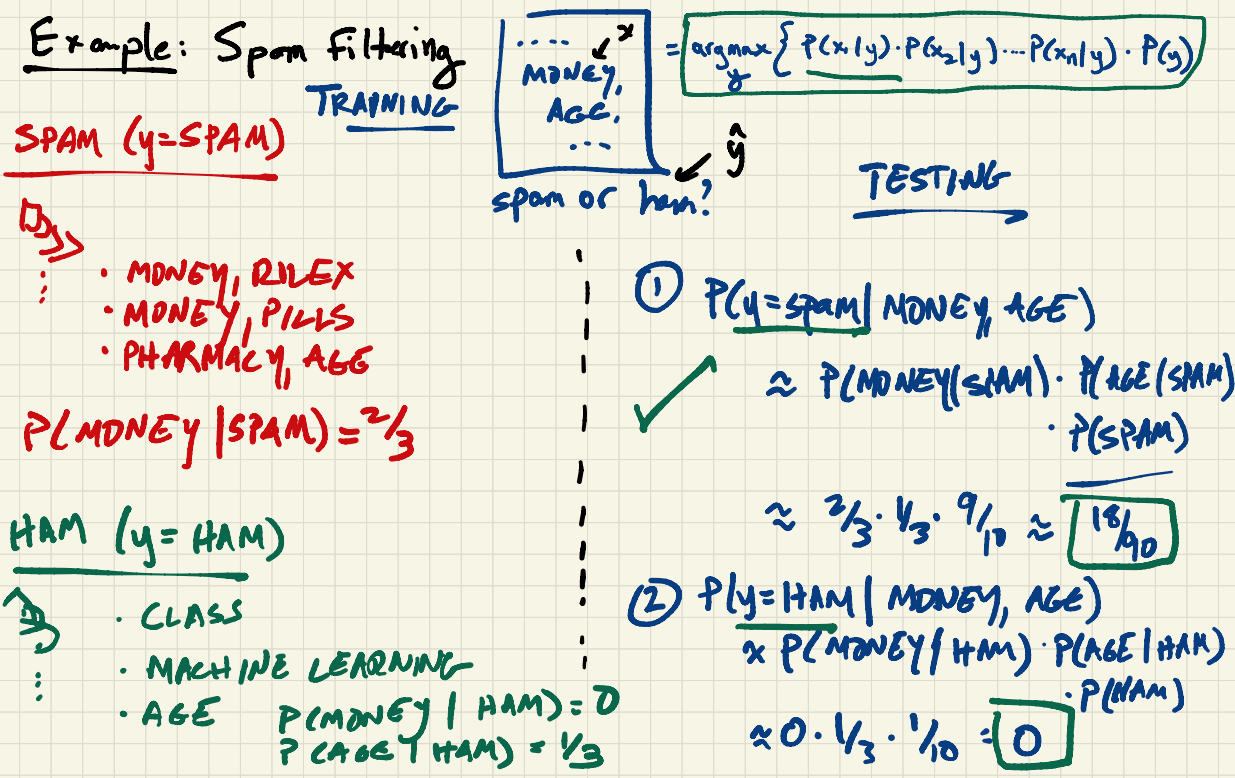 Example: Spam Filtering
TRAINING
SPAM (y=SPAM)
...
· MONEY, RILEX
· MONEY, PILLS
· PHARMACY, AGE
P(MONEY | SPAM) = 2/3
HAM (y= HAM)
...
· CLASS
· MACHINE LEARNING
· AGE
P(MONEY | HAM) = 0
P(AGE | HAM) = 1/3
.... x
MONEY,
AGE.
...
ŷ
spam or ham?
= argmax y { P(x₁|y) · P(x₂|y) ... P(xn|y) · P(y)
TESTING
① P(y=spam | MONEY, AGE)
≈ P(MONEY(SPAM) · P(AGE(SPAM)
· P(SPAM)
≈ 2/3 · 1/3 · 9/10 ≈ 18/90
② P(y=HAM | MONEY, AGE)
x P(MONEY | HAM) · P(AGE | HAM)
· P(HAM)
≈ 0 · 1/3 · 1/10 = 0